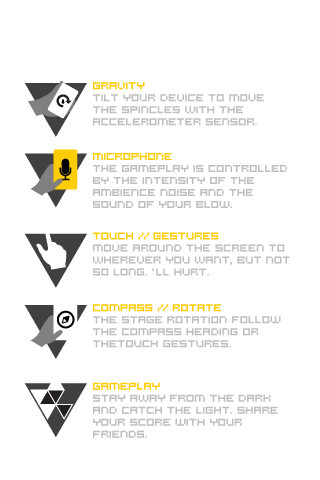 GRAVITY
TILT YOUR DEVICE TO MOVE
THE SPINCLES WITH THE
ACCELEROMETER SENSOR.
MICROPHONE
THE GAMEPLAY IS CONTROLLED
BY THE INTENSITY OF THE
AMBIENCE NOISE AND THE
SOUND OF YOUR BLOW.
TOUCH // GESTURES
MOVE AROUND THE SCREEN TO
WHEREVER YOU WANT, BUT NOT
SO LONG. 'LL HURT.
COMPASS // ROTATE
THE STAGE ROTATION FOLLOW
THE COMPASS HEADING OR
THETOUCH GESTURES.
GAMEPLAY
STAY AWAY FROM THE DARK
AND CATCH THE LIGHT. SHARE
YOUR SCORE WITH YOUR
FRIENDS.